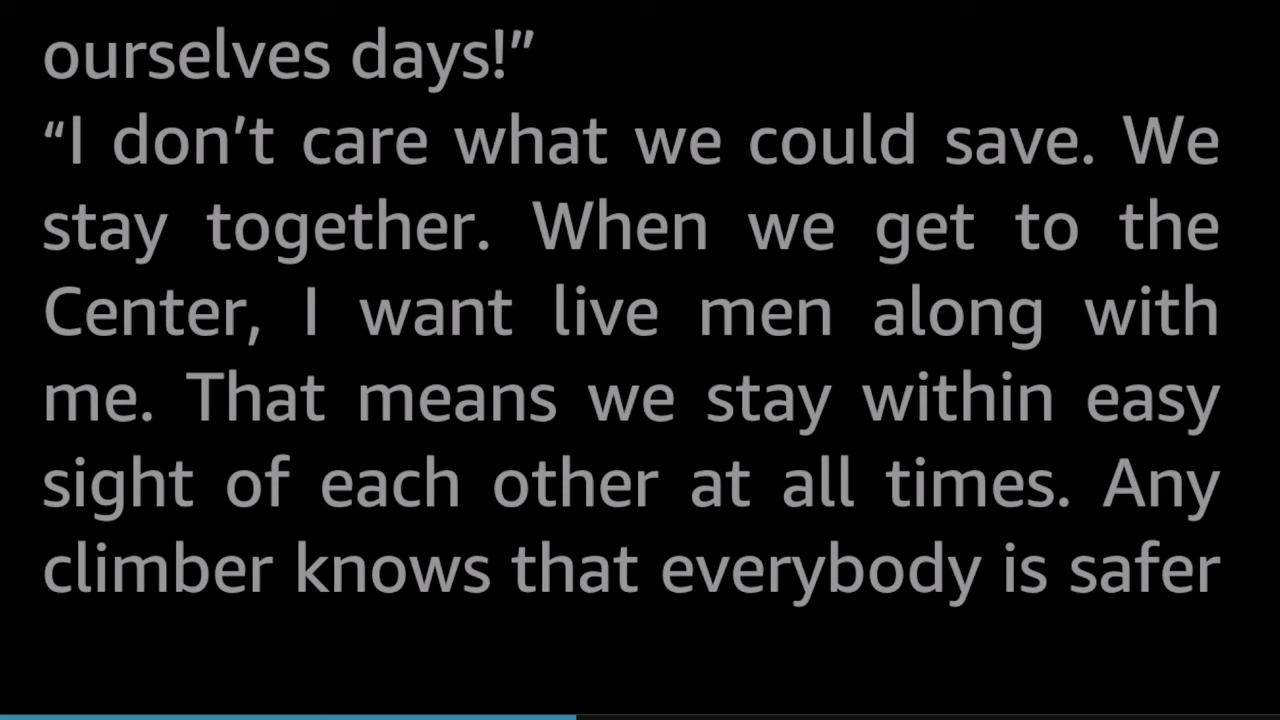 ourselves days!”
“I don’t care what we could save. We
stay together. When we get to the
Center, I want live men along with
me. That means we stay within easy
sight of each other at all times. Any
climber knows that everybody is safer